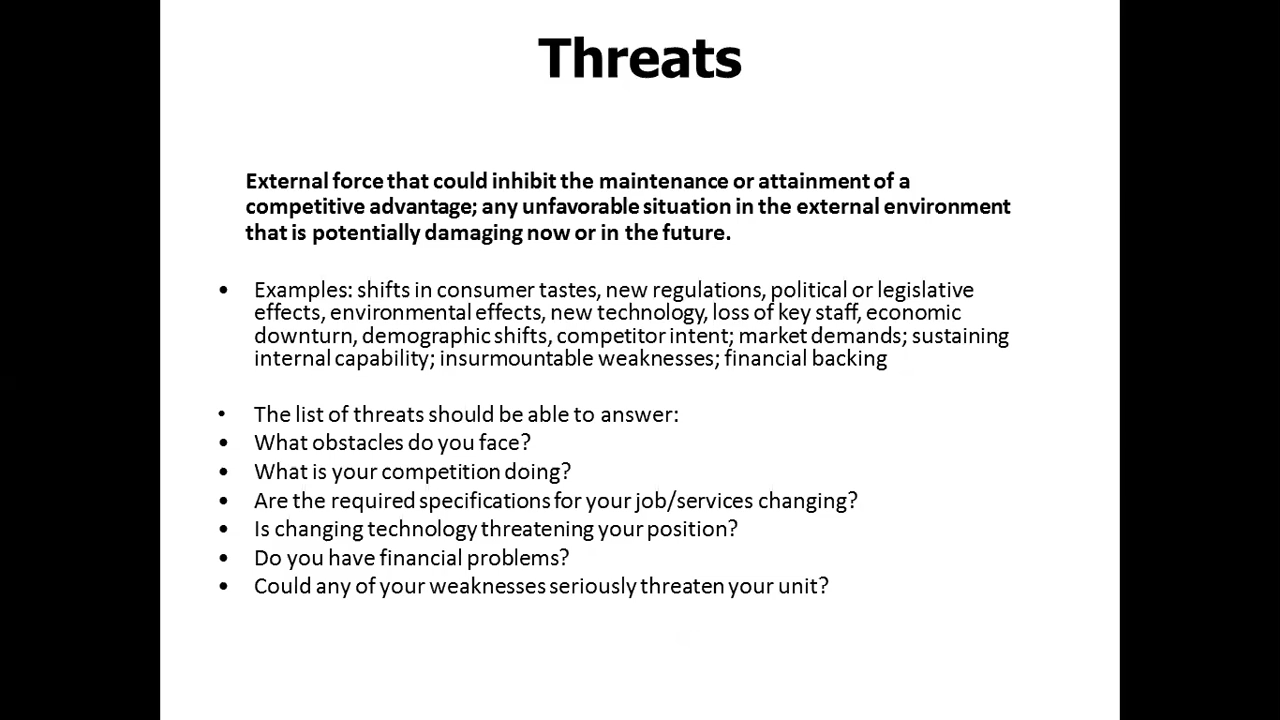 Threats
External force that could inhibit the maintenance or attainment of a
competitive advantage; any unfavorable situation in the external environment
that is potentially damaging now or in the future.
• Examples: shifts in consumer tastes, new regulations, political or legislative
effects, environmental effects, new technology, loss of key staff, economic
downturn, demographic shifts, competitor intent; market demands; sustaining
internal capability; insurmountable weaknesses; financial backing
• The list of threats should be able to answer:
• What obstacles do you face?
• What is your competition doing?
• Are the required specifications for your job/services changing?
• Is changing technology threatening your position?
• Do you have financial problems?
• Could any of your weaknesses seriously threaten your unit?